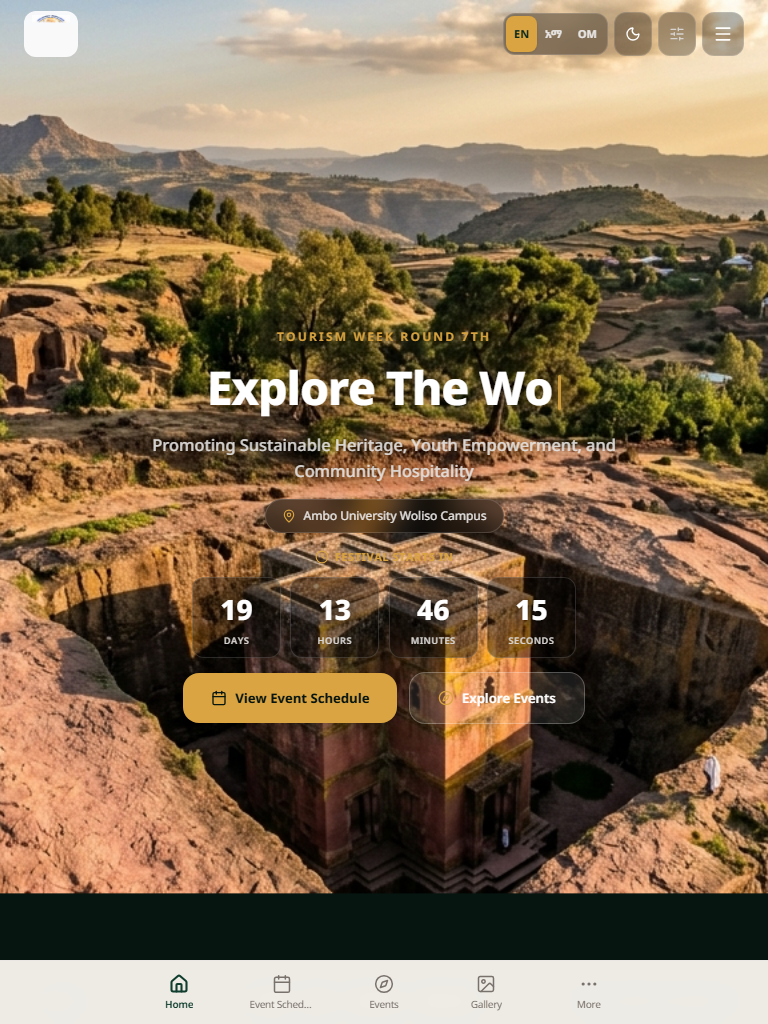 EN አማ OM
TOURISM WEEK ROUND 7TH
Explore The Wo
Promoting Sustainable Heritage, Youth Empowerment, and
Community Hospitality
Ambo University Woliso Campus
FESTIVAL
19 13 46 15
DAYS HOURS MINUTES SECONDS
View Event Schedule Explore Events
Home Event Sched... Events Gallery More